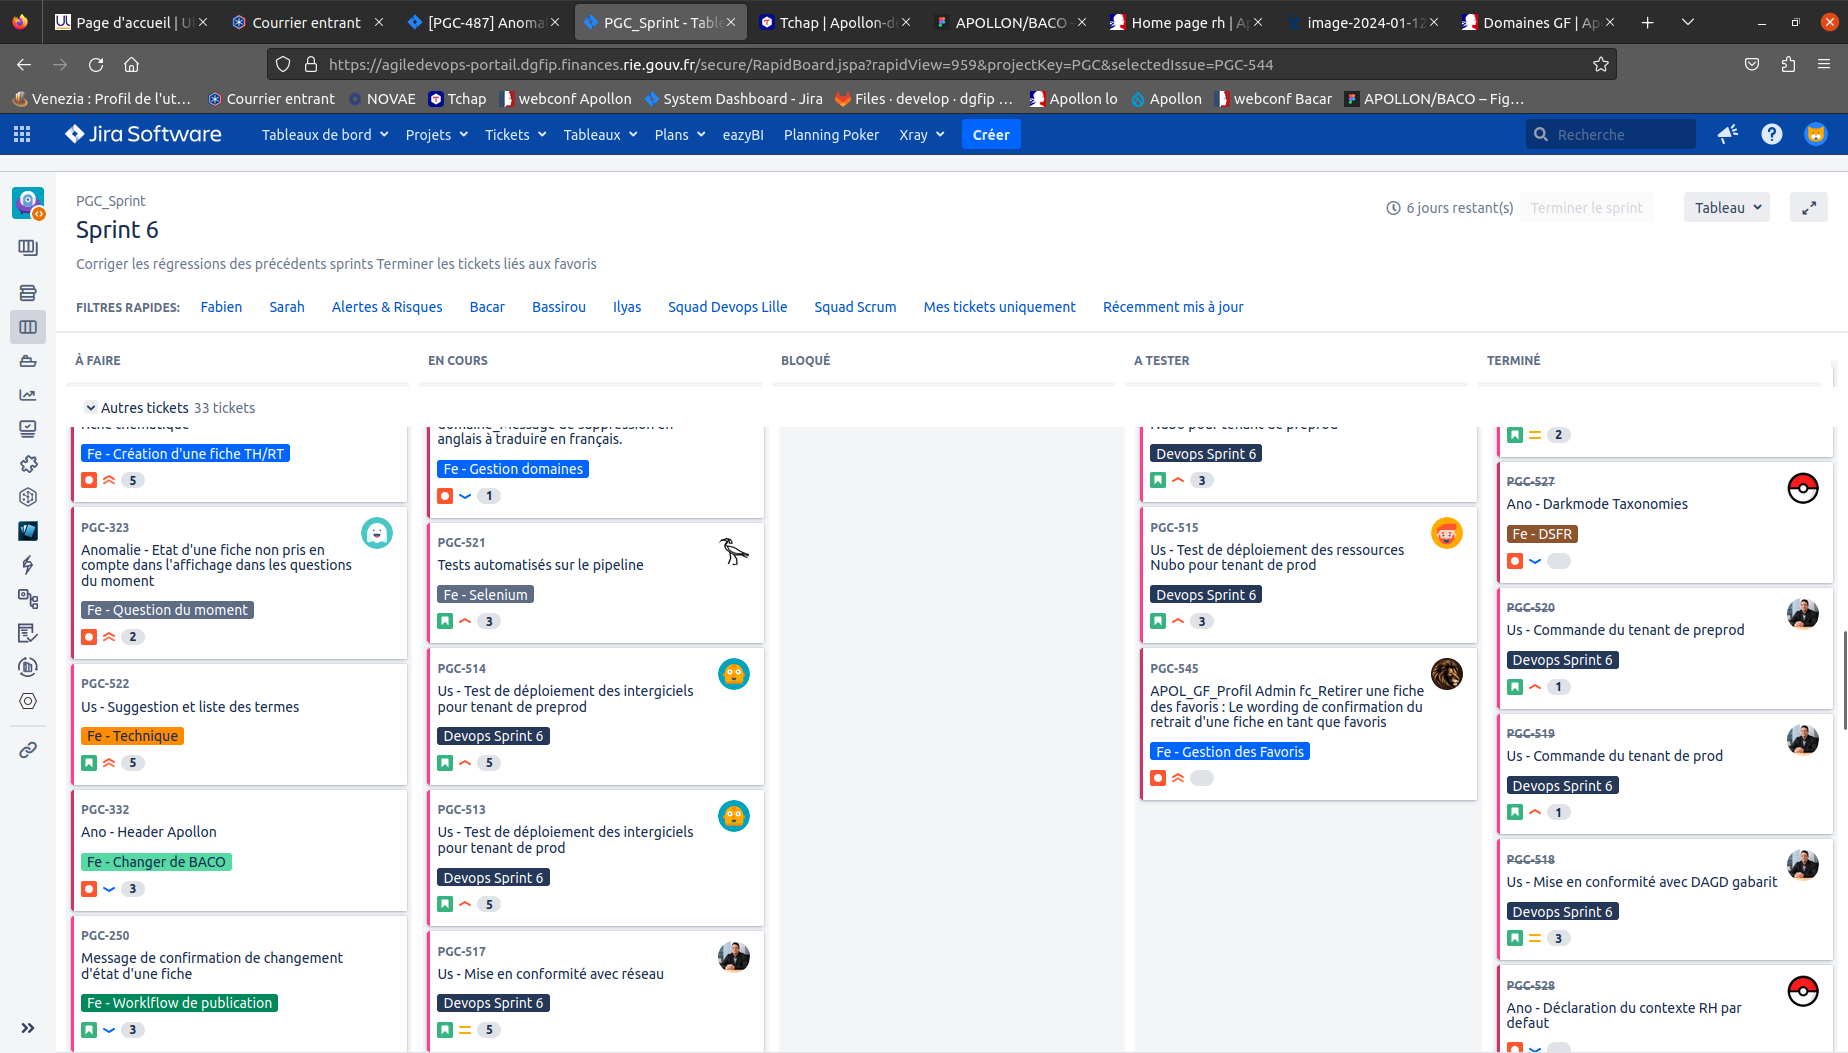 Page d'accueil | U
Courrier entrant
[PGC-487] Anomal
PGC_Sprint - Table
Tchap | Apollon-d
APOLLON/BACO
Home page rh | A
image-2024-01-12
Domaines GF | Ap
https://agiledevops-portail.dgfip.finances.rie.gouv.fr/secure/RapidBoard.jspa?rapidView=959&projectKey=PGC&selectedIssue=PGC-544
Venezia : Profil de l'ut…
Courrier entrant
NOVAE
Tchap
webconf Apollon
System Dashboard - Jira
Files · develop · dgfip …
Apollon lo
Apollon
webconf Bacar
APOLLON/BACO – Fig…
Jira Software
Tableaux de bord
Projets
Tickets
Tableaux
Plans
eazyBI
Planning Poker
Xray
Créer
Recherche
PGC_Sprint
Sprint 6
6 jours restant(s)
Terminer le sprint
Tableau
Corriger les régressions des précédents sprints Terminer les tickets liés aux favoris
FILTRES RAPIDES:
Fabien
Sarah
Alertes & Risques
Bacar
Bassirou
Ilyas
Squad Devops Lille
Squad Scrum
Mes tickets uniquement
Récemment mis à jour
À FAIRE
EN COURS
BLOQUÉ
A TESTER
TERMINÉ
Autres tickets 33 tickets
fiche thématique
Fe - Création d'une fiche TH/RT
5
PGC-323
Anomalie - Etat d'une fiche non pris en
compte dans l'affichage dans les questions
du moment
Fe - Question du moment
2
PGC-522
Us - Suggestion et liste des termes
Fe - Technique
5
PGC-332
Ano - Header Apollon
Fe - Changer de BACO
3
PGC-250
Message de confirmation de changement
d'état d'une fiche
Fe - Worklflow de publication
3
domaine_Message de suppression en
anglais à traduire en français.
Fe - Gestion domaines
1
PGC-521
Tests automatisés sur le pipeline
Fe - Selenium
3
PGC-514
Us - Test de déploiement des intergiciels
pour tenant de preprod
Devops Sprint 6
5
PGC-513
Us - Test de déploiement des intergiciels
pour tenant de prod
Devops Sprint 6
5
PGC-517
Us - Mise en conformité avec réseau
Devops Sprint 6
5
Nubo pour tenant de preprod
Devops Sprint 6
3
PGC-515
Us - Test de déploiement des ressources
Nubo pour tenant de prod
Devops Sprint 6
3
PGC-545
APOL_GF_Profil Admin fc_Retirer une fiche
des favoris : Le wording de confirmation du
retrait d'une fiche en tant que favoris
Fe - Gestion des Favoris
2
PGC-527
Ano - Darkmode Taxonomies
Fe - DSFR
PGC-520
Us - Commande du tenant de preprod
Devops Sprint 6
1
PGC-519
Us - Commande du tenant de prod
Devops Sprint 6
1
PGC-518
Us - Mise en conformité avec DAGD gabarit
Devops Sprint 6
3
PGC-528
Ano - Déclaration du contexte RH par
defaut